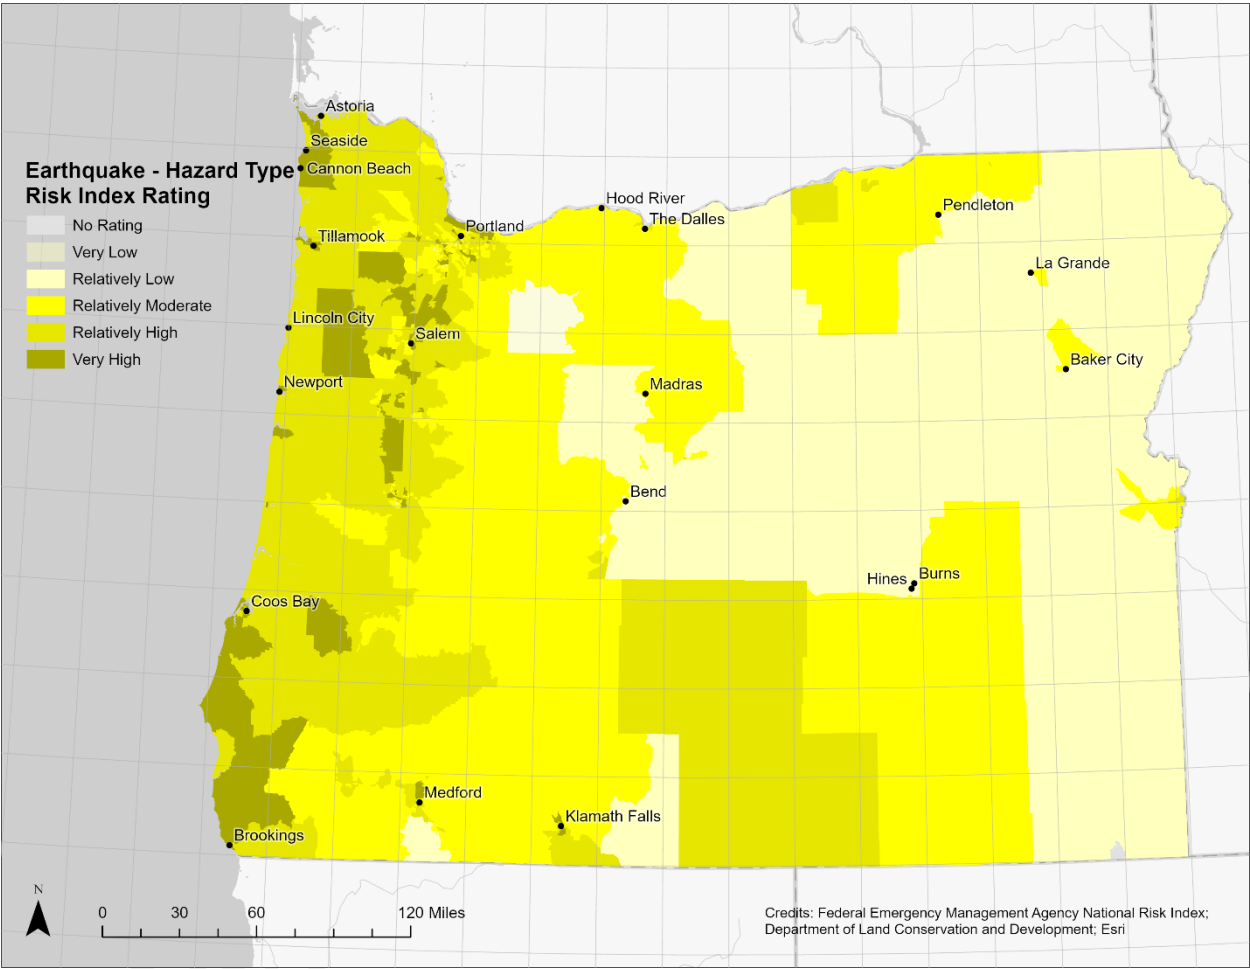 Astoria
Seaside
Earthquake - Hazard Type
Cannon Beach
Risk Index Rating
No Rating
Very Low
Relatively Low
Relatively Moderate
Relatively High
Very High
Hood River
The Dalles
Pendleton
Portland
Tillamook
La Grande
Lincoln City
Salem
Baker City
Newport
Madras
Bend
Hines
Burns
Coos Bay
Medford
Klamath Falls
Brookings
N
0 30 60 120 Miles
Credits: Federal Emergency Management Agency National Risk Index;
Department of Land Conservation and Development; Esri